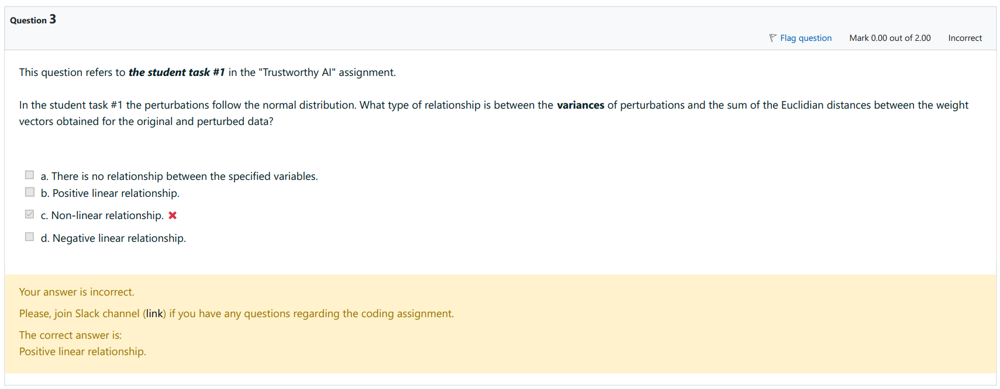 Question 3
Flag question Mark 0.00 out of 2.00 Incorrect
This question refers to the student task #1 in the "Trustworthy AI" assignment.
In the student task #1 the perturbations follow the normal distribution. What type of relationship is between the variances of perturbations and the sum of the Euclidian distances between the weight
vectors obtained for the original and perturbed data?
a. There is no relationship between the specified variables.
b. Positive linear relationship.
c. Non-linear relationship.
d. Negative linear relationship.
Your answer is incorrect.
Please, join Slack channel (link) if you have any questions regarding the coding assignment.
The correct answer is:
Positive linear relationship.